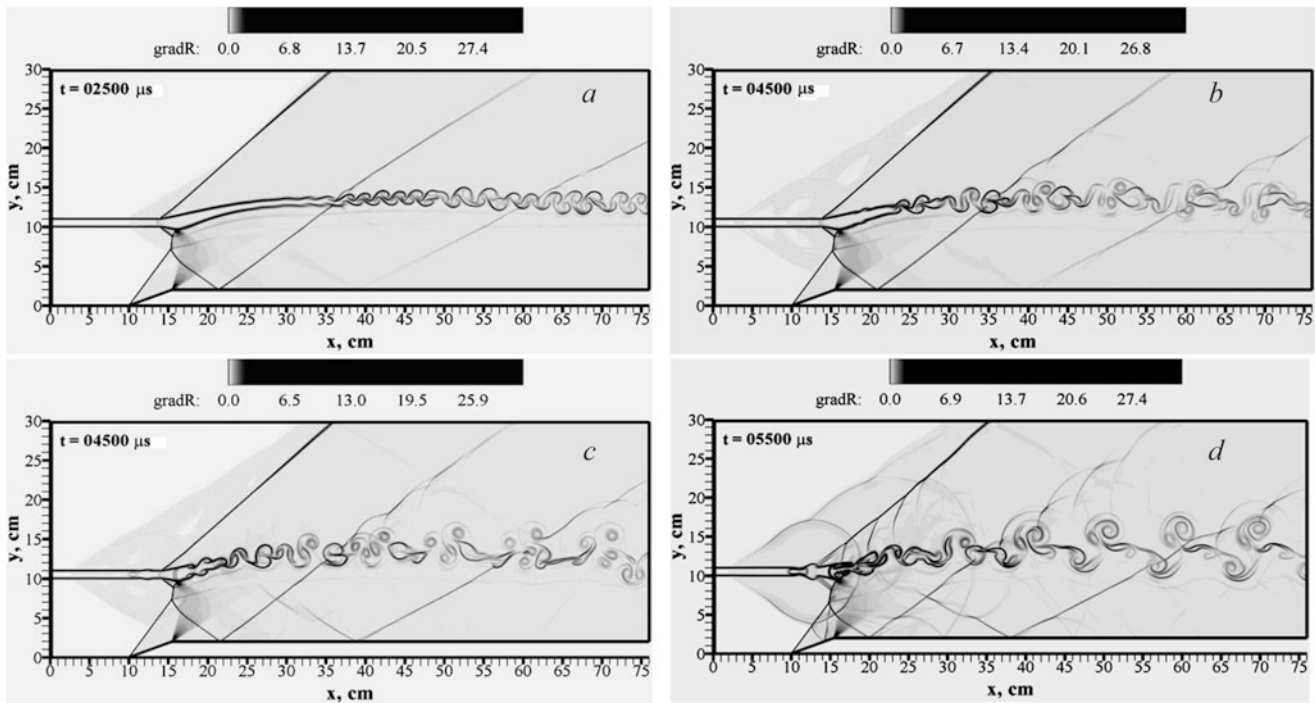 gradR: 0.0 6.8 13.7 20.5 27.4
t = 02500 μs
a
30
25
20
15
10
5
0
y, cm
0 5 10 15 20 25 30 35 40 45 50 55 60 65 70 75
x, cm
gradR: 0.0 6.7 13.4 20.1 26.8
t = 04500 μs
b
30
25
20
15
10
5
0
y, cm
0 5 10 15 20 25 30 35 40 45 50 55 60 65 70 75
x, cm
gradR: 0.0 6.5 13.0 19.5 25.9
t = 04500 μs
c
30
25
20
15
10
5
0
y, cm
0 5 10 15 20 25 30 35 40 45 50 55 60 65 70 75
x, cm
gradR: 0.0 6.9 13.7 20.6 27.4
t = 05500 μs
d
30
25
20
15
10
5
0
y, cm
0 5 10 15 20 25 30 35 40 45 50 55 60 65 70 75
x, cm